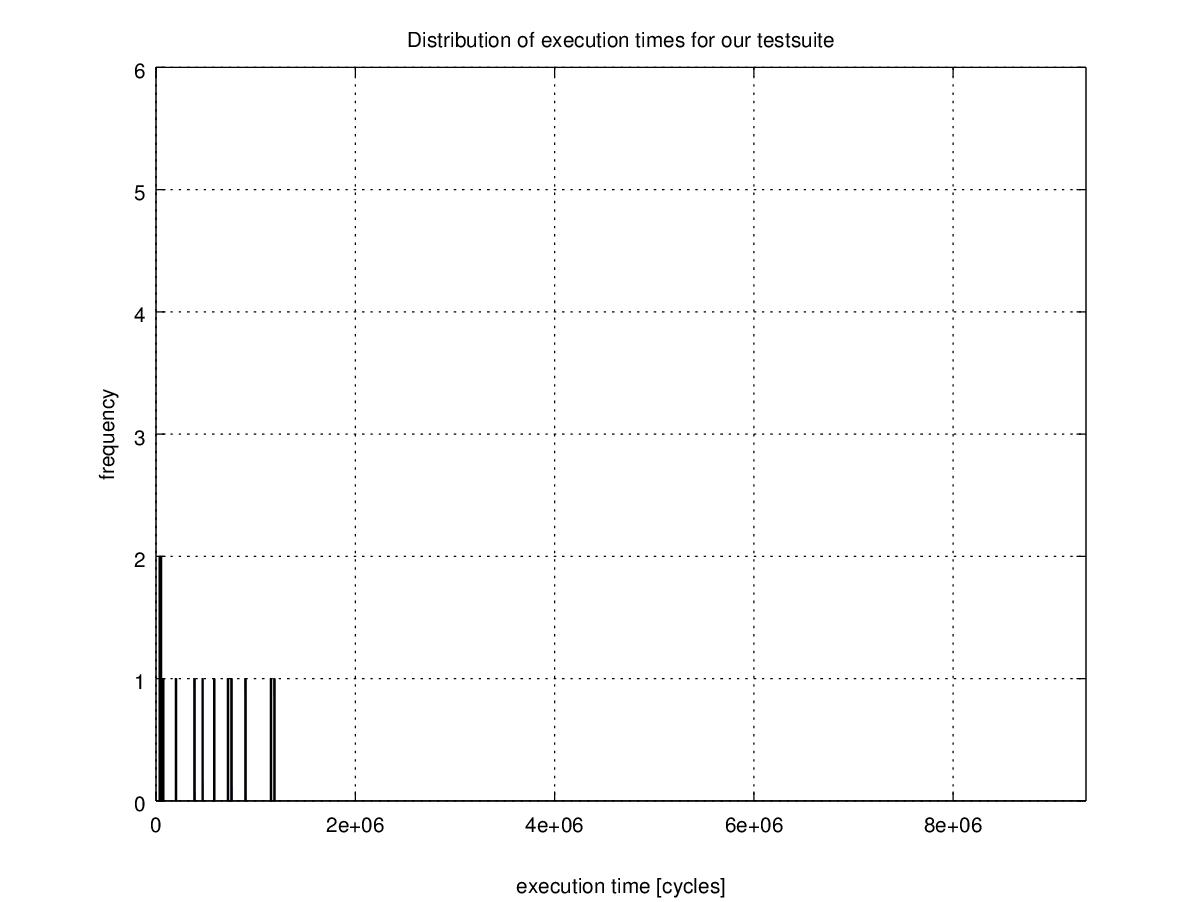 Distribution of execution times for our testsuite
6
5
4
3
2
1
0
frequency
0 2e+06 4e+06 6e+06 8e+06
execution time [cycles]